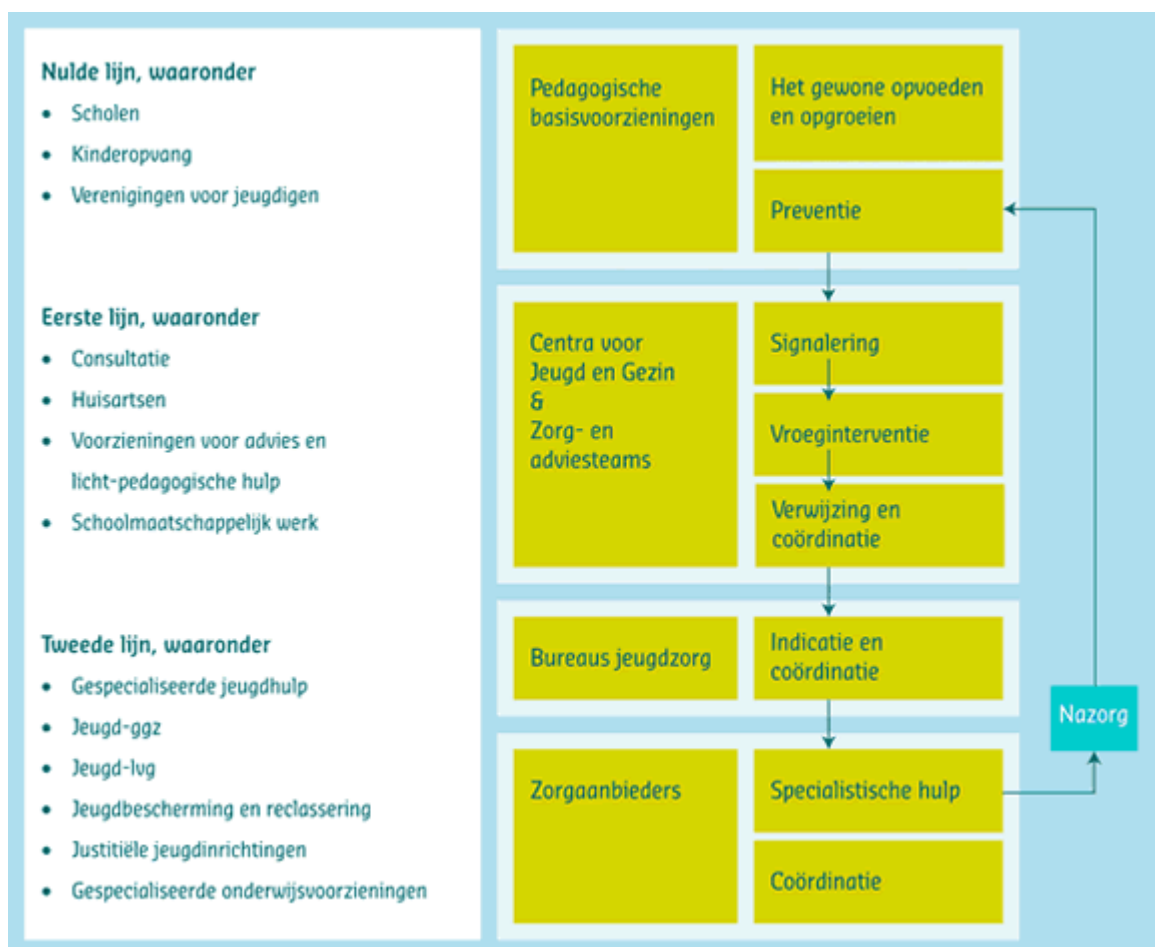 Nulde lijn, waaronder
• Scholen
• Kinderopvang
• Verenigingen voor jeugdigen
Pedagogische
basisvoorzieningen
Het gewone opvoeden
en opgroeien
Preventie
Eerste lijn, waaronder
• Consultatie
• Huisartsen
• Voorzieningen voor advies en
licht-pedagogische hulp
• Schoolmaatschappelijk werk
Centra voor
Jeugd en Gezin
&
Zorg- en
adviesteams
Signalering
Vroeginterventie
Verwijzing en
coördinatie
Tweede lijn, waaronder
• Gespecialiseerde jeugdhulp
• Jeugd-ggz
• Jeugd-lvg
• Jeugdbescherming en reclassering
• Justitiële jeugdinrichtingen
• Gespecialiseerde onderwijsvoorzieningen
Bureaus jeugdzorg
Indicatie en
coördinatie
Zorgaanbieders
Specialistische hulp
Coördinatie
Nazorg